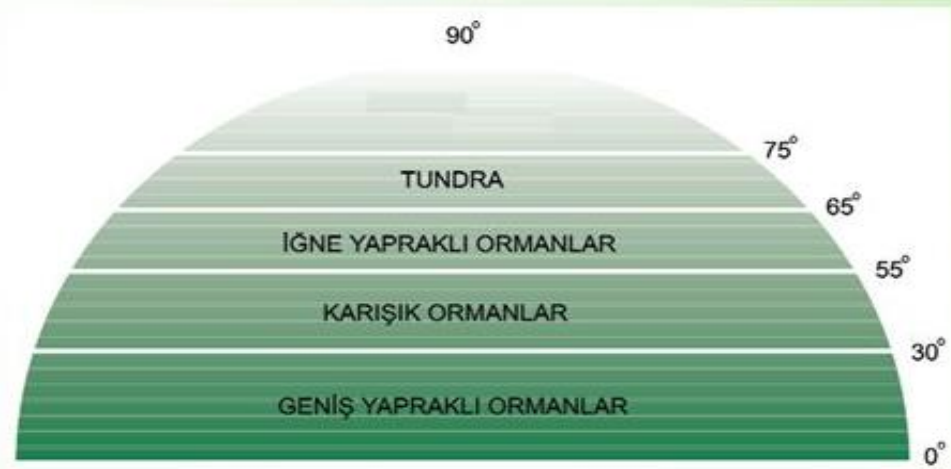 90°
75°
TUNDRA
65°
İĞNE YAPRAKLI ORMANLAR
55°
KARIŞIK ORMANLAR
30°
GENİŞ YAPRAKLI ORMANLAR
0°